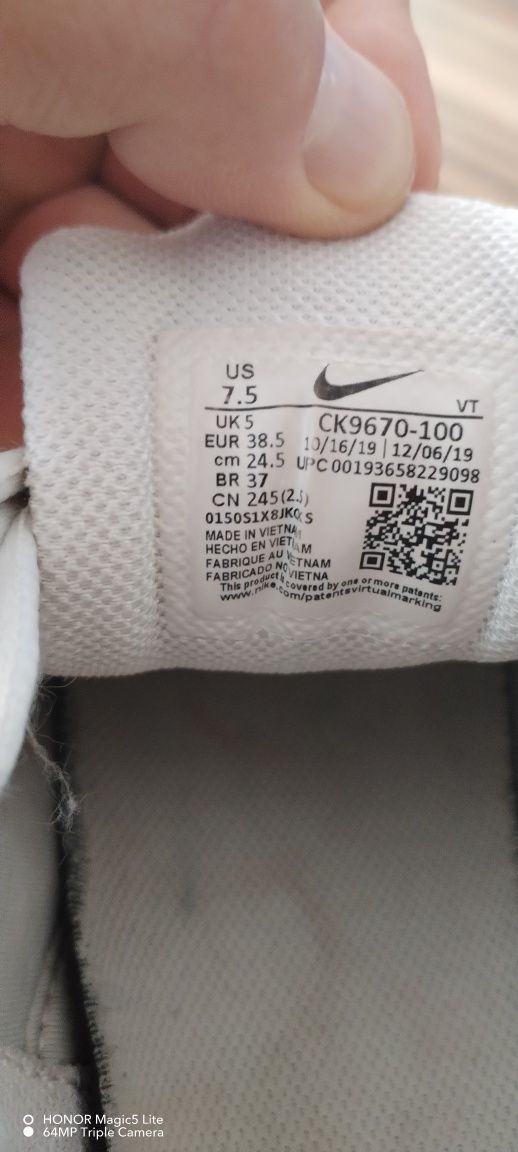 US
7.5
VT
UK 5
CK9670-100
EUR 38.5
10/16/19 | 12/06/19
cm 24.5
UPC 00193658229098
BR 37
CN 245(2.5)
MADE IN VIETNAM
HECHO EN VIETNAM
FABRIQUE AU VIETNAM
FABRICADO NO VIETNA
This product is covered by one or more patents:
www.nike.com/patentsvirtualmarking
HONOR Magic5 Lite
64MP Triple Camera